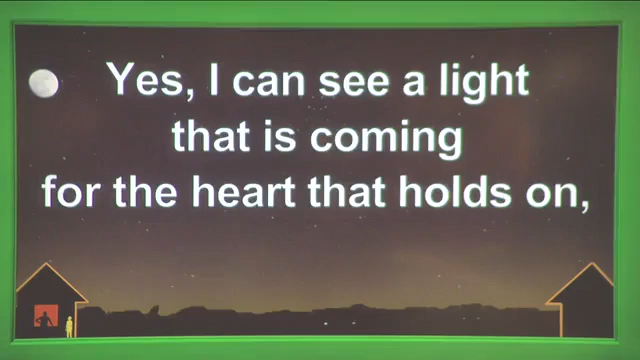 Yes, I can see a light
that is coming
for the heart that holds on,